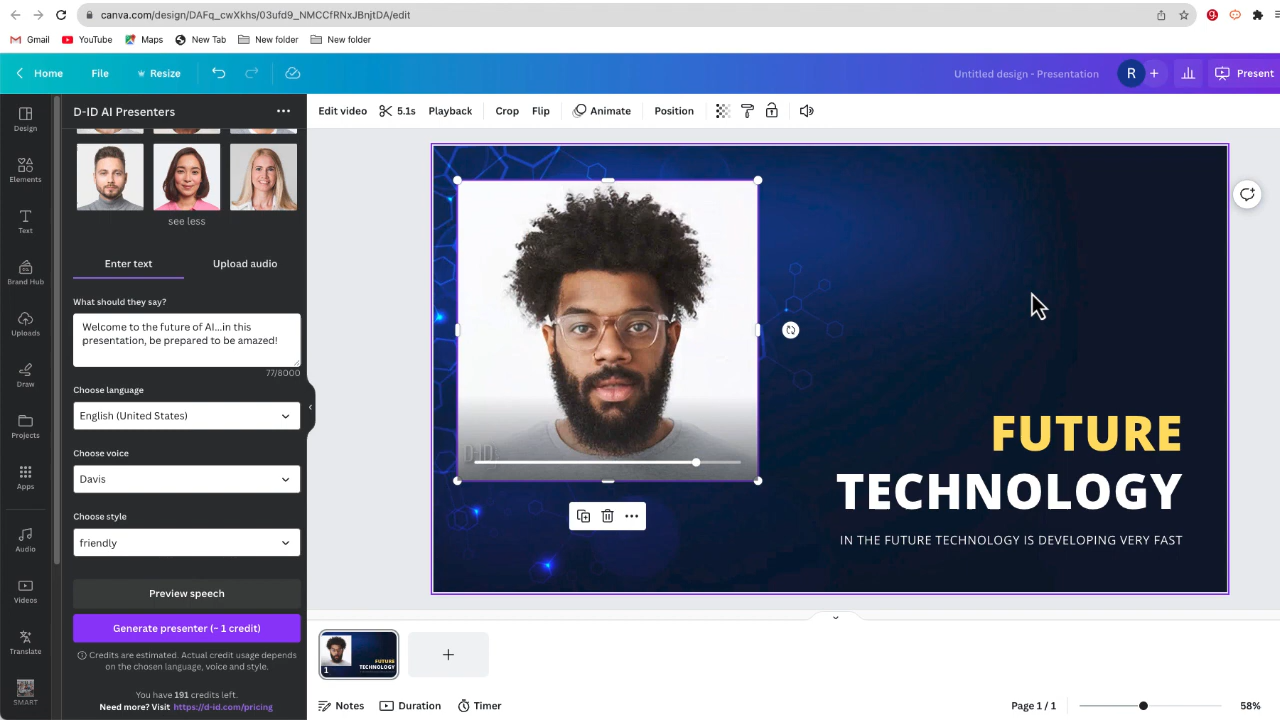 canva.com/design/DAFq_cwXkhs/03ufd9_NMCCfRNxJBnjtDA/edit
Gmail YouTube Maps New Tab New folder New folder
Home File Resize Untitled design - Presentation R + Present
D-ID AI Presenters ...
Edit video 5.1s Playback Crop Flip Animate Position
Design
Elements
Text
Brand Hub
Uploads
Draw
Projects
Apps
Audio
Videos
Translate
SMART
see less
Enter text Upload audio
What should they say?
Welcome to the future of AI...in this
presentation, be prepared to be amazed!
77/8000
Choose language
English (United States)
Choose voice
Davis
Choose style
friendly
Preview speech
Generate presenter (~ 1 credit)
Credits are estimated. Actual credit usage depends
on the chosen language, voice and style.
You have 191 credits left.
Need more? Visit https://d-id.com/pricing
D-ID
FUTURE
TECHNOLOGY
IN THE FUTURE TECHNOLOGY IS DEVELOPING VERY FAST
1
FUTURE
TECHNOLOGY
Notes Duration Timer Page 1 / 1 58%